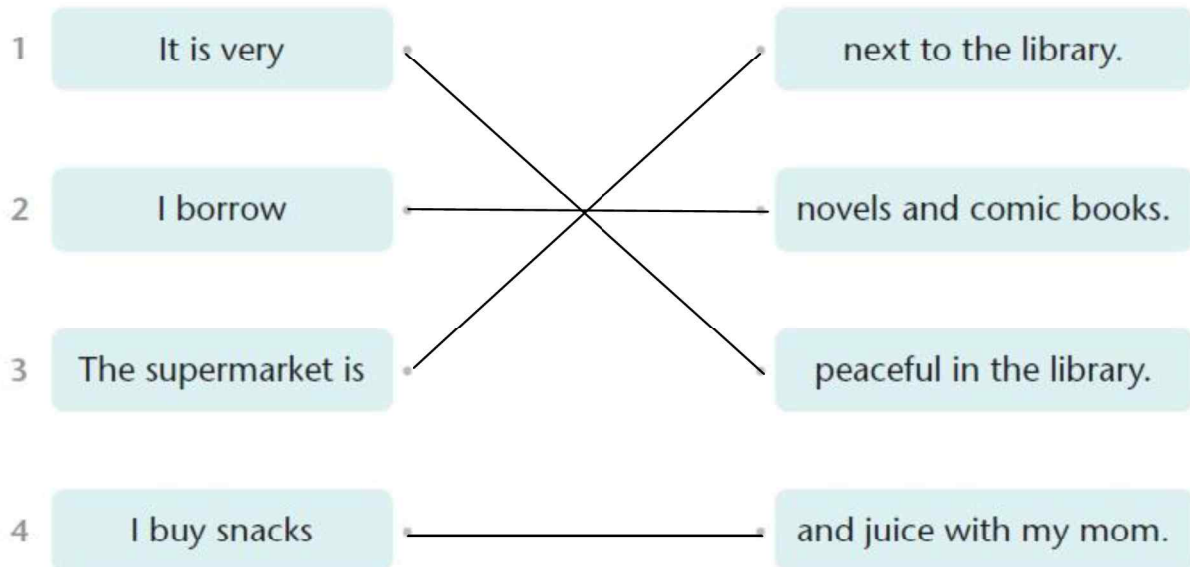 1 It is very next to the library.
2 I borrow novels and comic books.
3 The supermarket is peaceful in the library.
4 I buy snacks and juice with my mom.